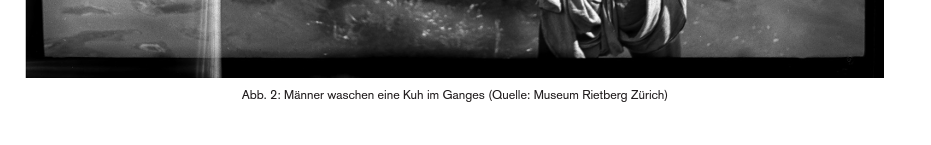 Abb. 2: Männer waschen eine Kuh im Ganges (Quelle: Museum Rietberg Zürich)